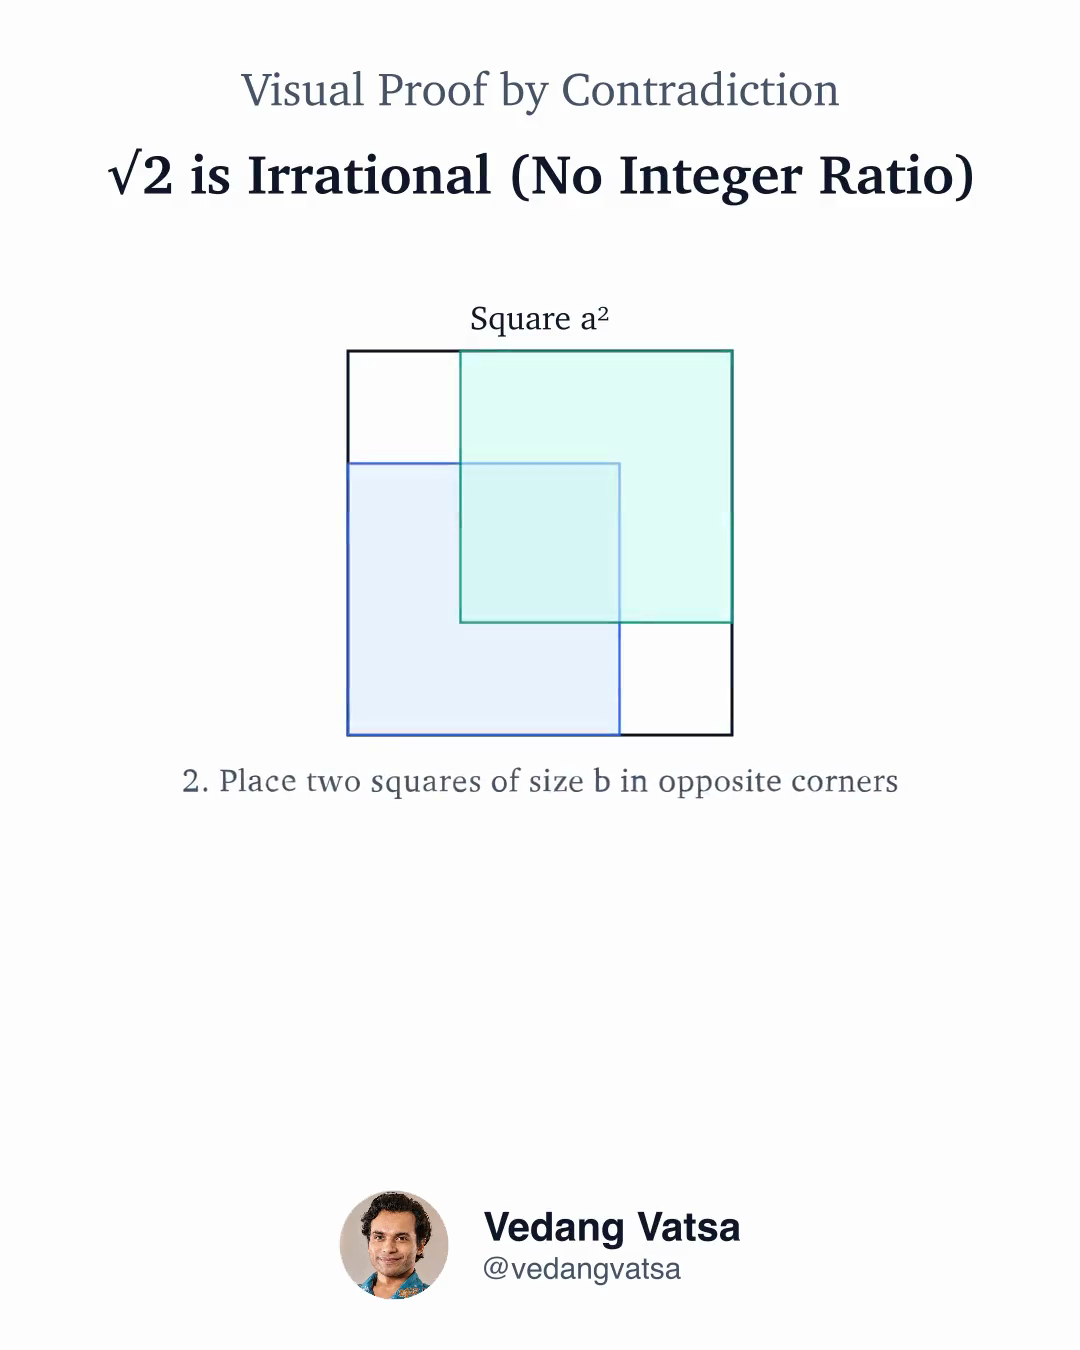 Visual Proof by Contradiction
√2 is Irrational (No Integer Ratio)
Square a²
2. Place two squares of size b in opposite corners
Vedang Vatsa
@vedangvatsa